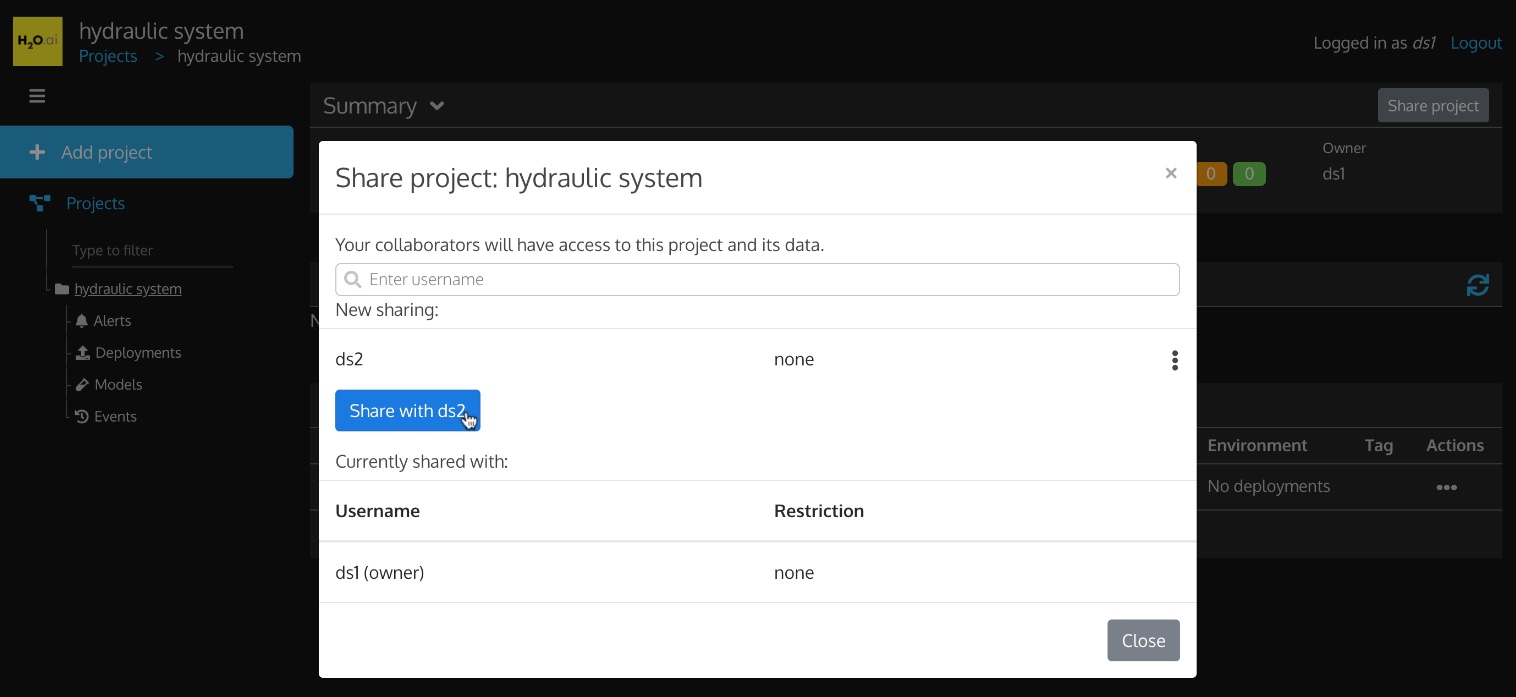 H2O.ai
hydraulic system
Projects > hydraulic system
Logged in as ds1 Logout
Summary
Share project
+ Add project
Projects
Type to filter
hydraulic system
Alerts
Deployments
Models
Events
0 0
Owner
ds1
N
Environment Tag Actions
No deployments
Share project: hydraulic system
×
Your collaborators will have access to this project and its data.
Enter username
New sharing:
ds2 none
Share with ds2
Currently shared with:
Username Restriction
ds1 (owner) none
Close